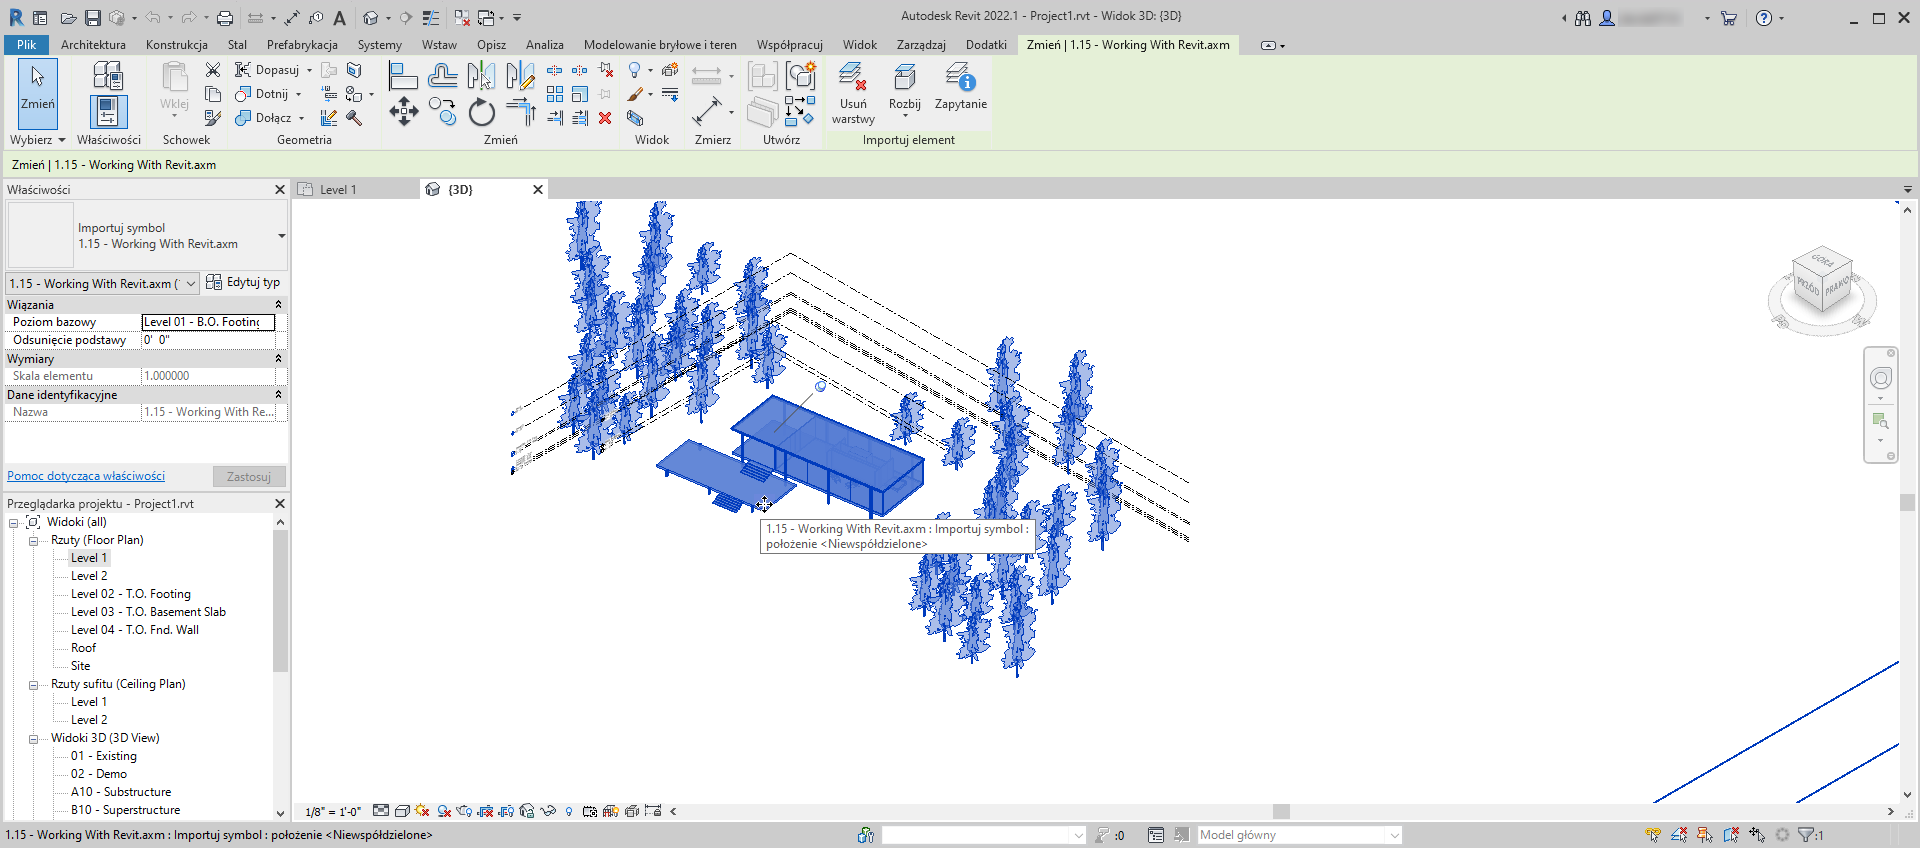 Autodesk Revit 2022.1 - Project1.rvt - Widok 3D: {3D}
Plik
Architektura
Konstrukcja
Stal
Prefabrykacja
Systemy
Wstaw
Opisz
Analiza
Modelowanie bryłowe i teren
Współpracuj
Widok
Zarządzaj
Dodatki
Zmień | 1.15 - Working With Revit.axm
Zmień
Wklej
Dopasuj
Dotnij
Dołącz
Usuń warstwy
Rozbij
Zapytanie
Wybierz
Właściwości
Schowek
Geometria
Zmień
Widok
Zmierz
Utwórz
Importuj element
Zmień | 1.15 - Working With Revit.axm
Właściwości
Level 1
{3D}
Importuj symbol
1.15 - Working With Revit.axm
1.15 - Working With Revit.axm (
Edytuj typ
Wiązania
Poziom bazowy
Level 01 - B.O. Footing
Odsunięcie podstawy
0' 0"
Wymiary
Skala elementu
1.000000
Dane identyfikacyjne
Nazwa
1.15 - Working With Re...
Pomoc dotycząca właściwości
Zastosuj
Przeglądarka projektu - Project1.rvt
Widoki (all)
Rzuty (Floor Plan)
Level 1
Level 2
Level 02 - T.O. Footing
Level 03 - T.O. Basement Slab
Level 04 - T.O. Fnd. Wall
Roof
Site
Rzuty sufitu (Ceiling Plan)
Level 1
Level 2
Widoki 3D (3D View)
01 - Existing
02 - Demo
A10 - Substructure
B10 - Superstructure
GÓRA
PRZÓD
PRAWO
1.15 - Working With Revit.axm : Importuj symbol :
położenie <Niewspółdzielone>
1/8" = 1'-0"
1.15 - Working With Revit.axm : Importuj symbol : położenie <Niewspółdzielone>
:0
Model główny
:1